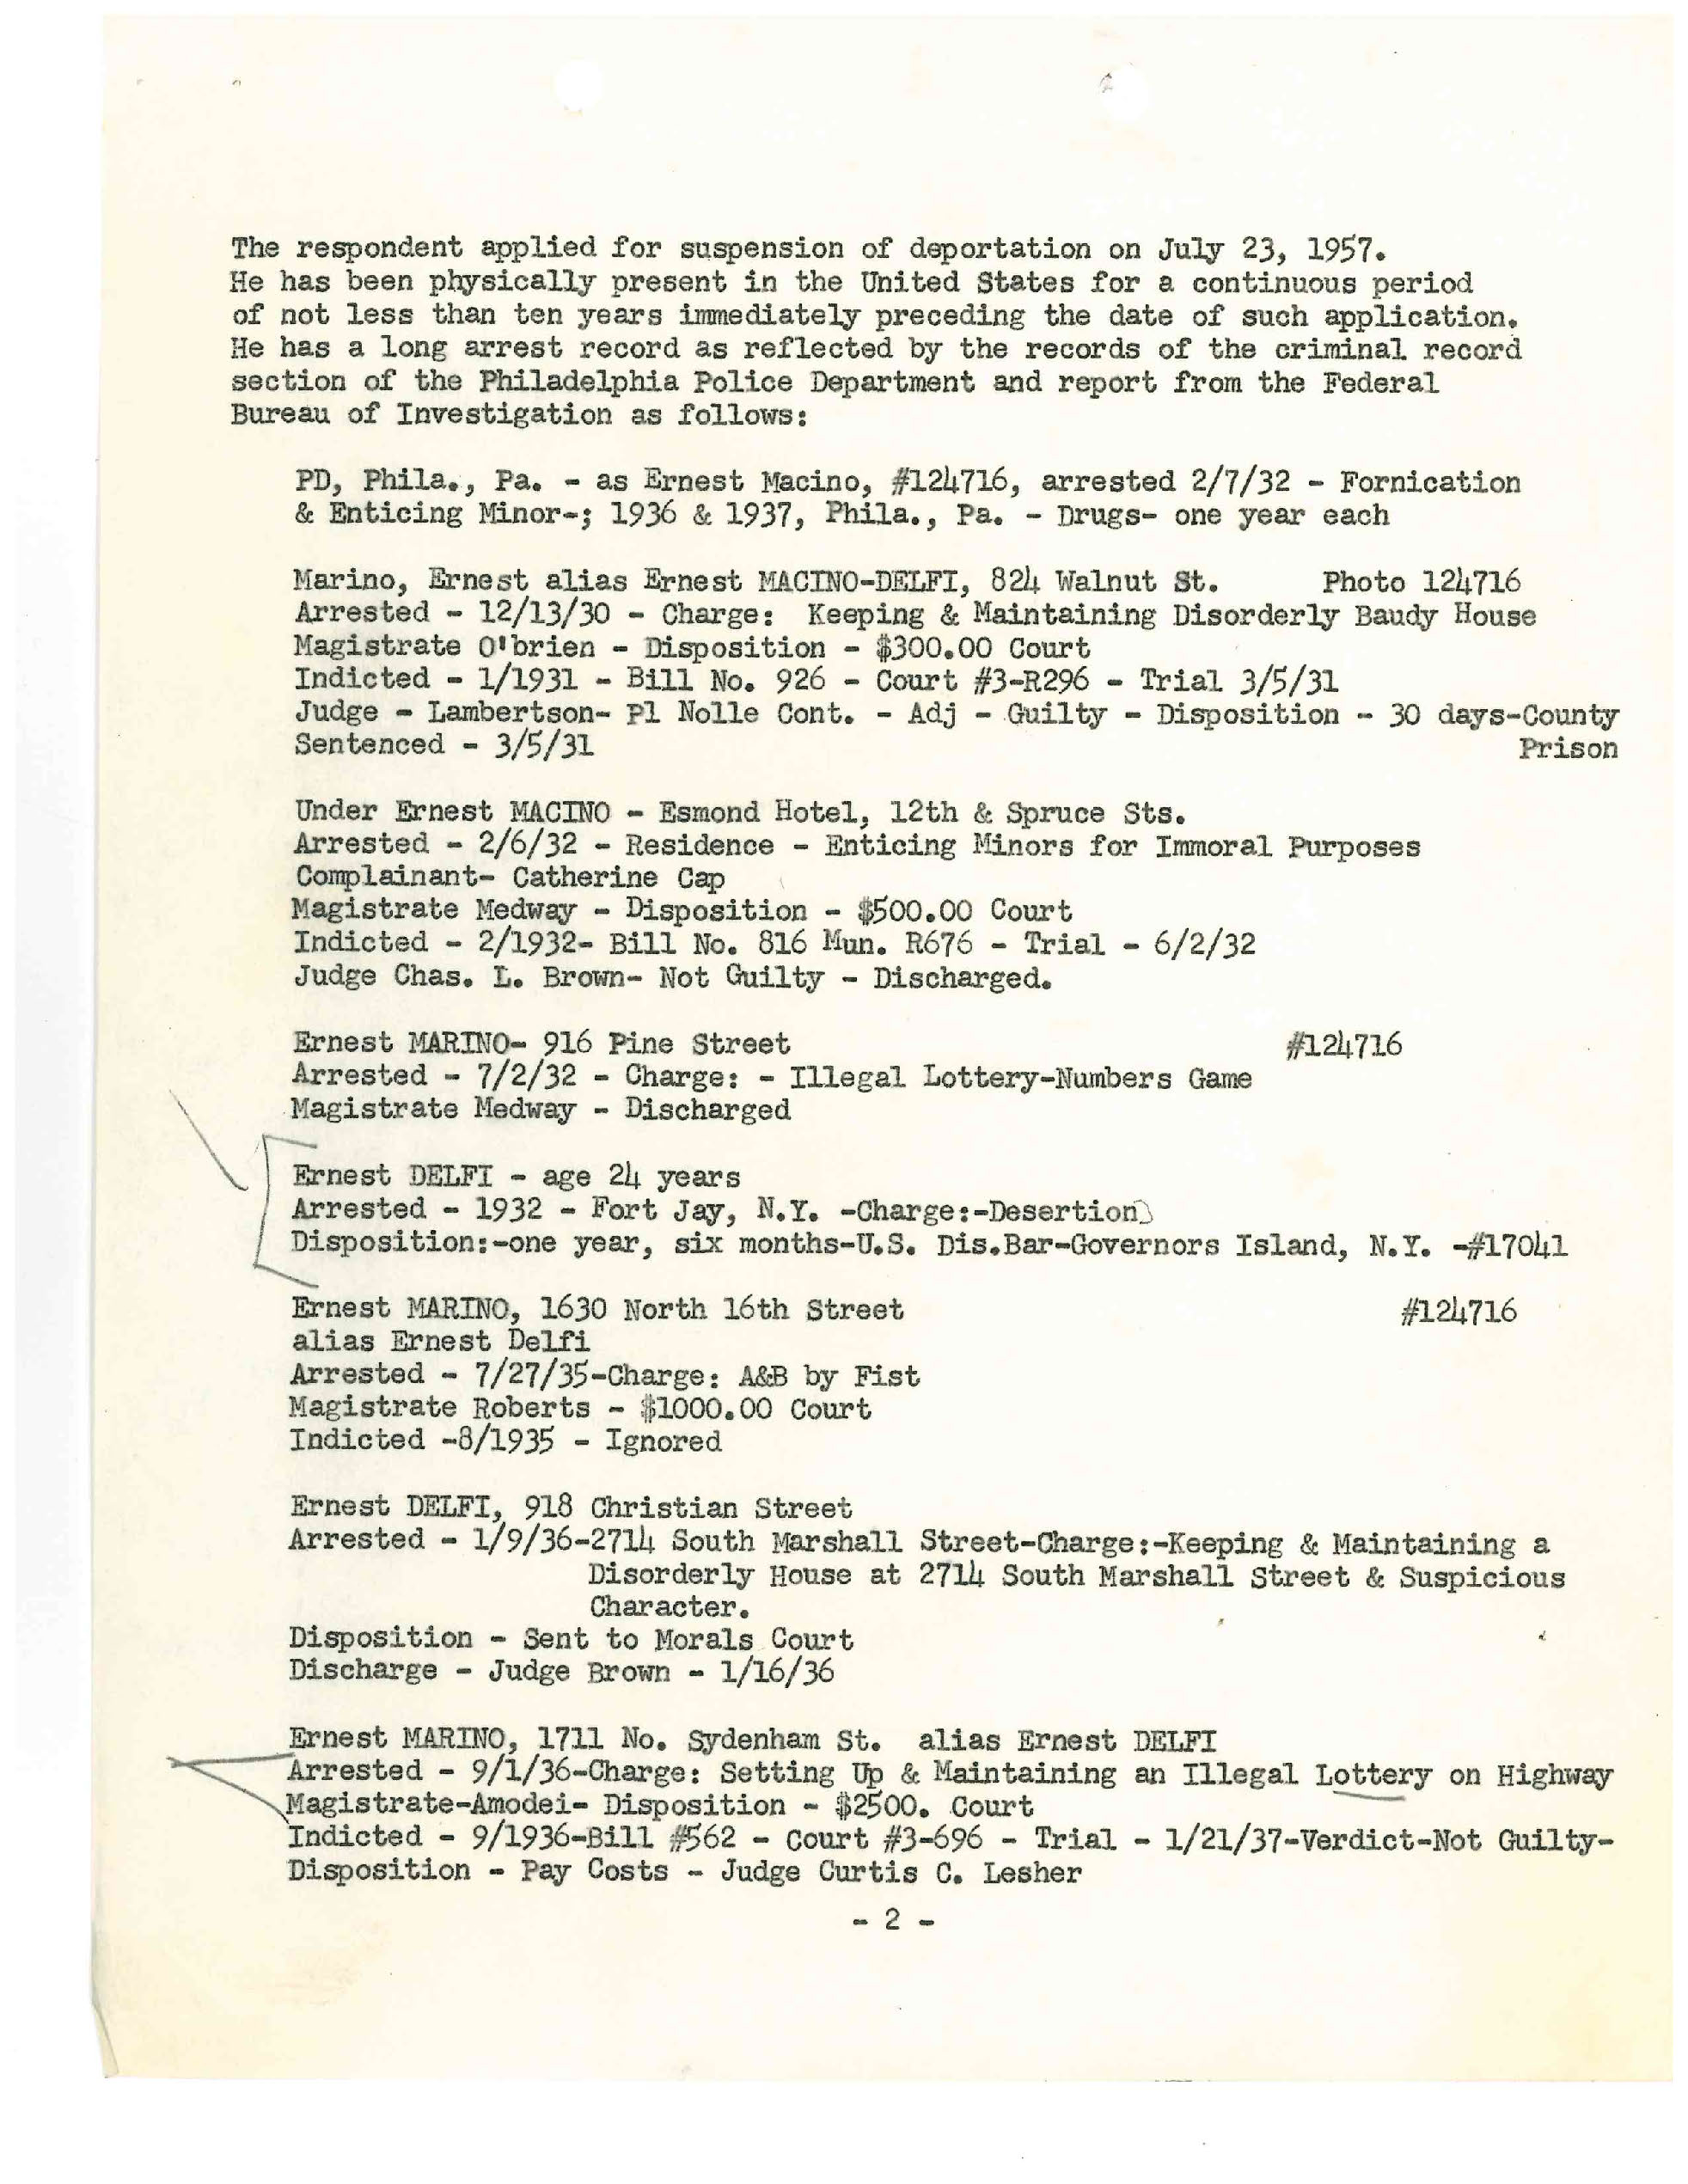 The respondent applied for suspension of deportation on July 23, 1957.
He has been physically present in the United States for a continuous period
of not less than ten years immediately preceding the date of such application.
He has a long arrest record as reflected by the records of the criminal record
section of the Philadelphia Police Department and report from the Federal
Bureau of Investigation as follows:
PD, Phila., Pa. - as Ernest Macino, #124716, arrested 2/7/32 - Fornication
& Enticing Minor-; 1936 & 1937, Phila., Pa. - Drugs- one year each
Marino, Ernest alias Ernest MACINO-DELFI, 824 Walnut St. Photo 124716
Arrested - 12/13/30 - Charge: Keeping & Maintaining Disorderly Baudy House
Magistrate O'brien - Disposition - $300.00 Court
Indicted - 1/1931 - Bill No. 926 - Court #3-R296 - Trial 3/5/31
Judge - Lambertson- Pl Nolle Cont. - Adj - Guilty - Disposition - 30 days-County
Sentenced - 3/5/31 Prison
Under Ernest MACINO - Esmond Hotel, 12th & Spruce Sts.
Arrested - 2/6/32 - Residence - Enticing Minors for Immoral Purposes
Complainant- Catherine Cap
Magistrate Medway - Disposition - $500.00 Court
Indicted - 2/1932- Bill No. 816 Mun. R676 - Trial - 6/2/32
Judge Chas. L. Brown- Not Guilty - Discharged.
Ernest MARINO- 916 Pine Street #124716
Arrested - 7/2/32 - Charge: - Illegal Lottery-Numbers Game
Magistrate Medway - Discharged
Ernest DELFI - age 24 years
Arrested - 1932 - Fort Jay, N.Y. -Charge:-Desertion
Disposition:-one year, six months-U.S. Dis.Bar-Governors Island, N.Y. -#17041
Ernest MARINO, 1630 North 16th Street #124716
alias Ernest Delfi
Arrested - 7/27/35-Charge: A&B by Fist
Magistrate Roberts - $1000.00 Court
Indicted -8/1935 - Ignored
Ernest DELFI, 918 Christian Street
Arrested - 1/9/36-2714 South Marshall Street-Charge:-Keeping & Maintaining a
Disorderly House at 2714 South Marshall Street & Suspicious
Character.
Disposition - Sent to Morals Court
Discharge - Judge Brown - 1/16/36
Ernest MARINO, 1711 No. Sydenham St. alias Ernest DELFI
Arrested - 9/1/36-Charge: Setting Up & Maintaining an Illegal Lottery on Highway
Magistrate-Amodei- Disposition - $2500. Court
Indicted - 9/1936-Bill #562 - Court #3-696 - Trial - 1/21/37-Verdict-Not Guilty-
Disposition - Pay Costs - Judge Curtis C. Lesher
- 2 -